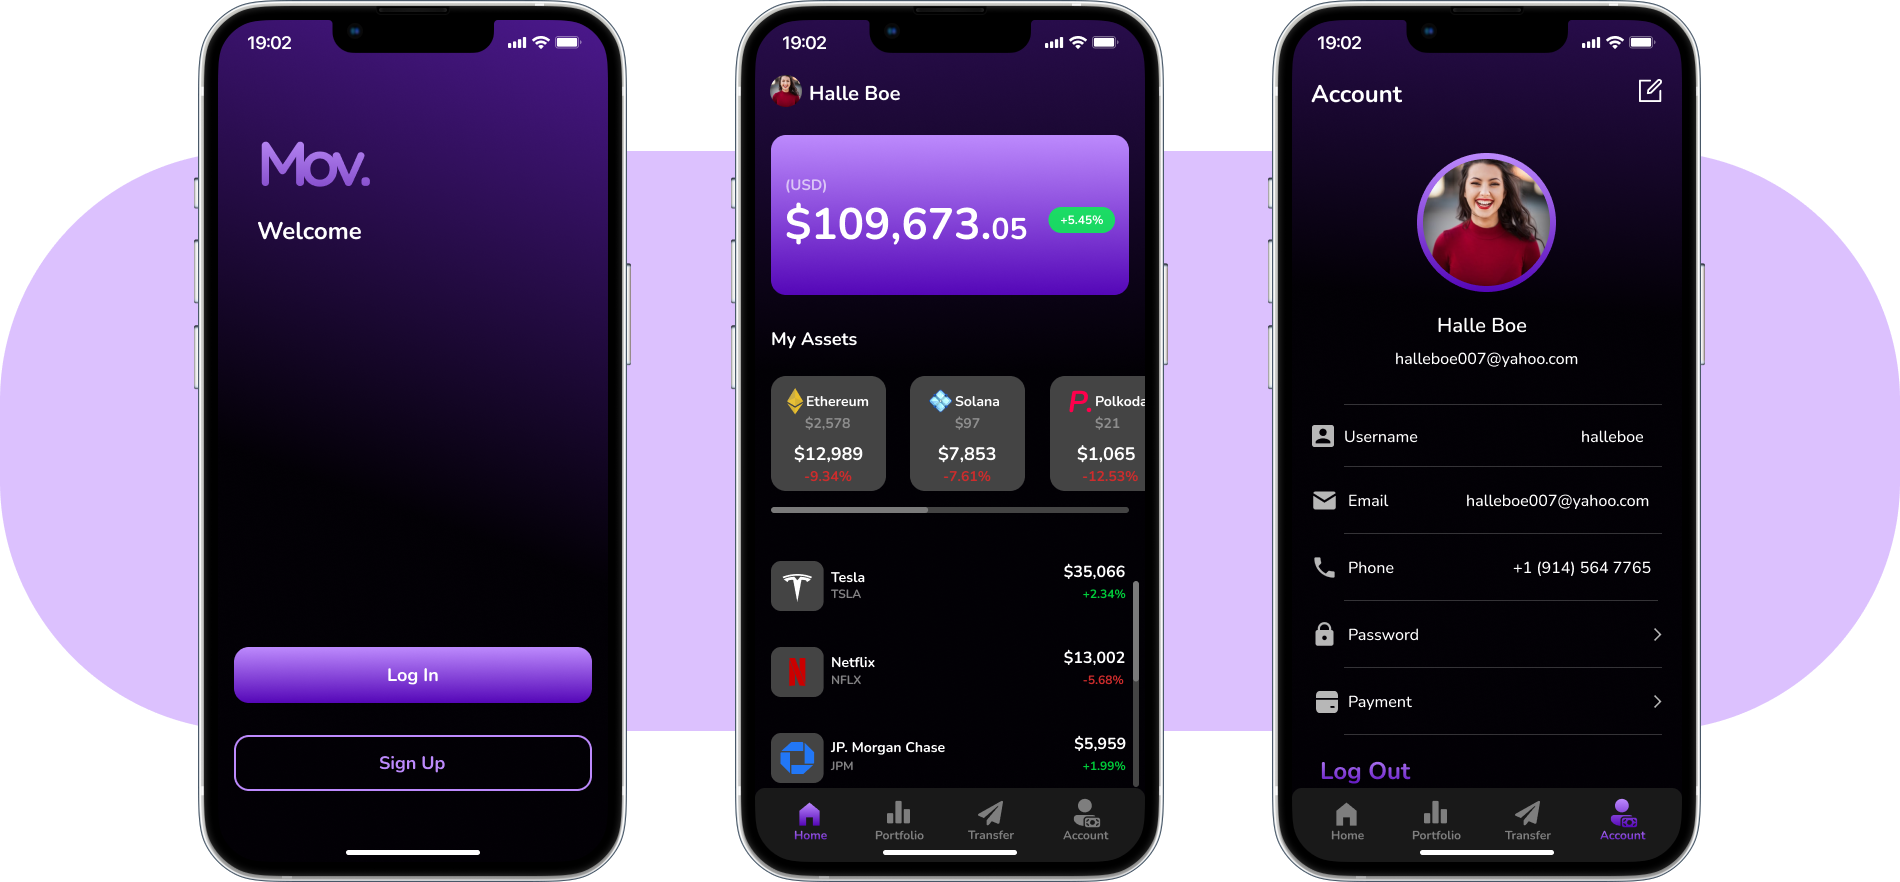 19:02
Mov.
Welcome
Log In
Sign Up
19:02
Halle Boe
(USD)
$109,673.05
+5.45%
My Assets
Ethereum
$2,578
$12,989
-9.34%
Solana
$97
$7,853
-7.61%
P.
Polkoda
$21
$1,065
-12.53%
Tesla
TSLA
$35,066
+2.34%
Netflix
NFLX
$13,002
-5.68%
JP. Morgan Chase
JPM
$5,959
+1.99%
Home
Portfolio
Transfer
Account
19:02
Account
Halle Boe
halleboe007@yahoo.com
Username
halleboe
Email
halleboe007@yahoo.com
Phone
+1 (914) 564 7765
Password
Payment
Log Out
Home
Portfolio
Transfer
Account